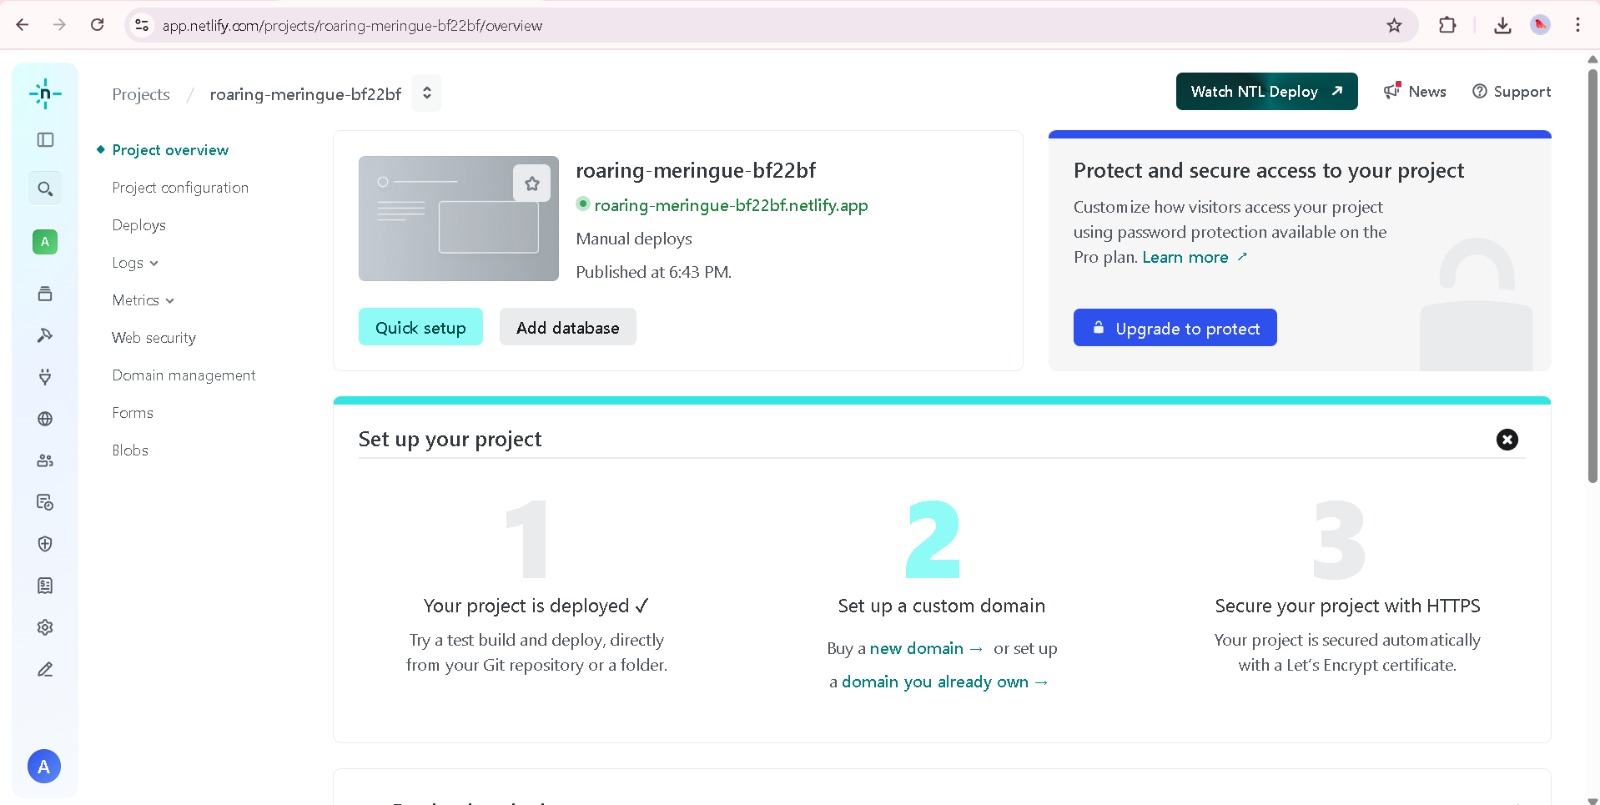 app.netlify.com/projects/roaring-meringue-bf22bf/overview
Projects / roaring-meringue-bf22bf
Watch NTL Deploy
News
Support
Project overview
Project configuration
Deploys
Logs
Metrics
Web security
Domain management
Forms
Blobs
roaring-meringue-bf22bf
roaring-meringue-bf22bf.netlify.app
Manual deploys
Published at 6:43 PM.
Quick setup
Add database
Protect and secure access to your project
Customize how visitors access your project
using password protection available on the
Pro plan. Learn more ↗
Upgrade to protect
Set up your project
1
Your project is deployed ✓
Try a test build and deploy, directly
from your Git repository or a folder.
2
Set up a custom domain
Buy a new domain → or set up
a domain you already own →
3
Secure your project with HTTPS
Your project is secured automatically
with a Let's Encrypt certificate.
A
A